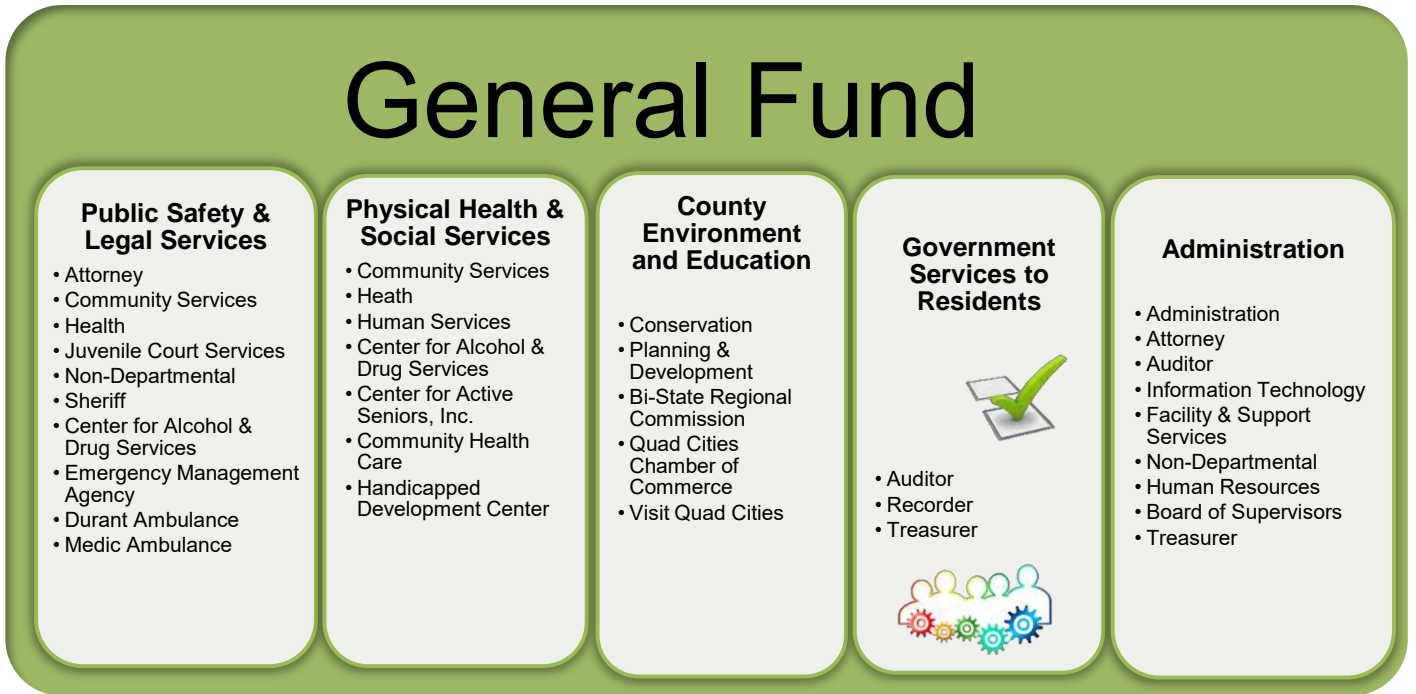 General Fund
Public Safety &
Legal Services
• Attorney
• Community Services
• Health
• Juvenile Court Services
• Non-Departmental
• Sheriff
• Center for Alcohol &
Drug Services
• Emergency Management
Agency
• Durant Ambulance
• Medic Ambulance
Physical Health &
Social Services
• Community Services
• Heath
• Human Services
• Center for Alcohol &
Drug Services
• Center for Active
Seniors, Inc.
• Community Health
Care
• Handicapped
Development Center
County
Environment
and Education
• Conservation
• Planning &
Development
• Bi-State Regional
Commission
• Quad Cities
Chamber of
Commerce
• Visit Quad Cities
Government
Services to
Residents
• Auditor
• Recorder
• Treasurer
Administration
• Administration
• Attorney
• Auditor
• Information Technology
• Facility & Support
Services
• Non-Departmental
• Human Resources
• Board of Supervisors
• Treasurer